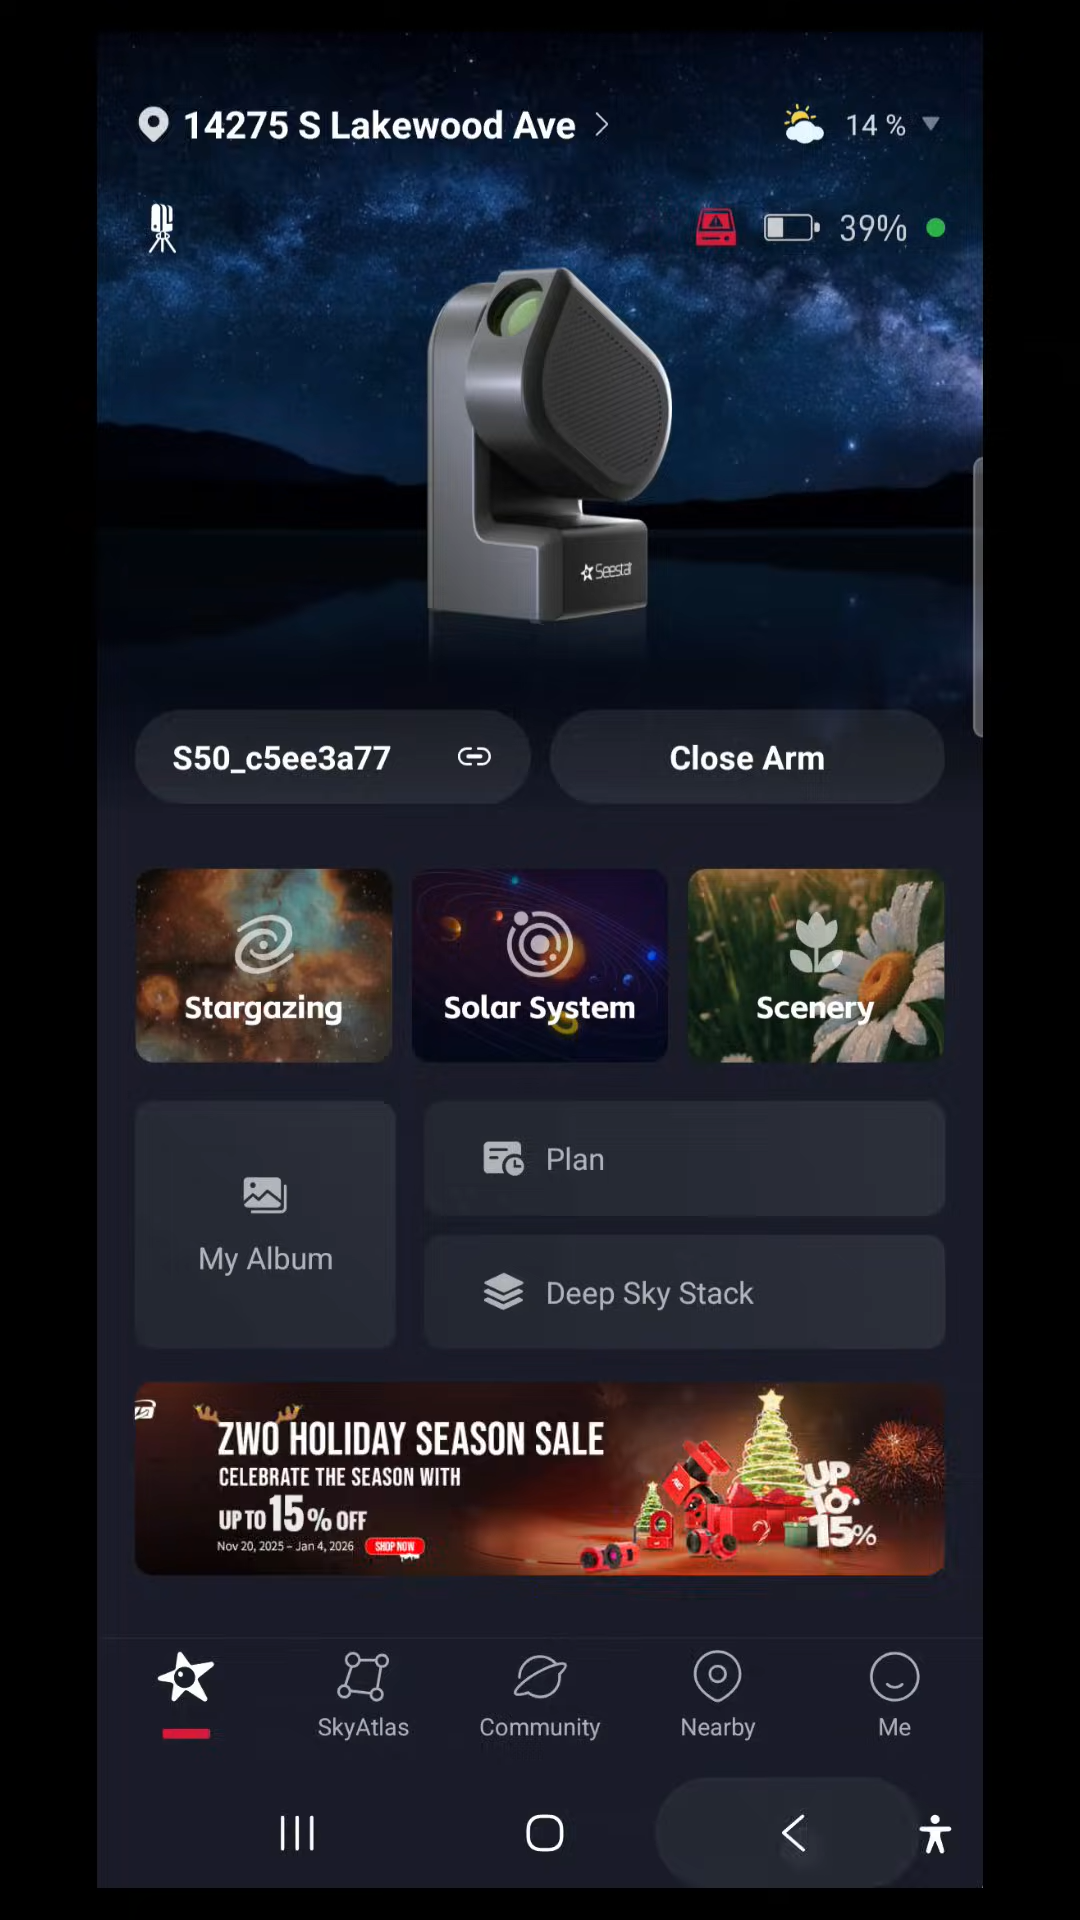 14275 S Lakewood Ave
14 %
39%
Seestar
S50_c5ee3a77
Close Arm
Stargazing
Solar System
Scenery
My Album
Plan
Deep Sky Stack
ZWO HOLIDAY SEASON SALE
CELEBRATE THE SEASON WITH
UP TO 15% OFF
Nov 20, 2025 – Jan 4, 2026
SHOP NOW
UP
TO
15%
SkyAtlas
Community
Nearby
Me